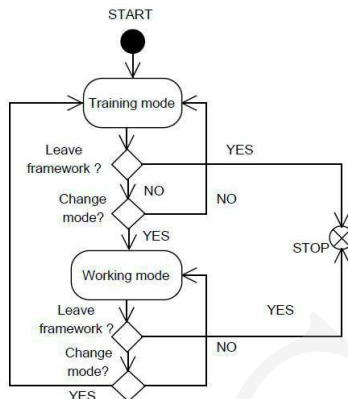 START
Training mode
Leave
framework ?
YES
NO
Change
mode?
NO
YES
STOP
Working mode
Leave
framework ?
YES
NO
Change
mode?
YES